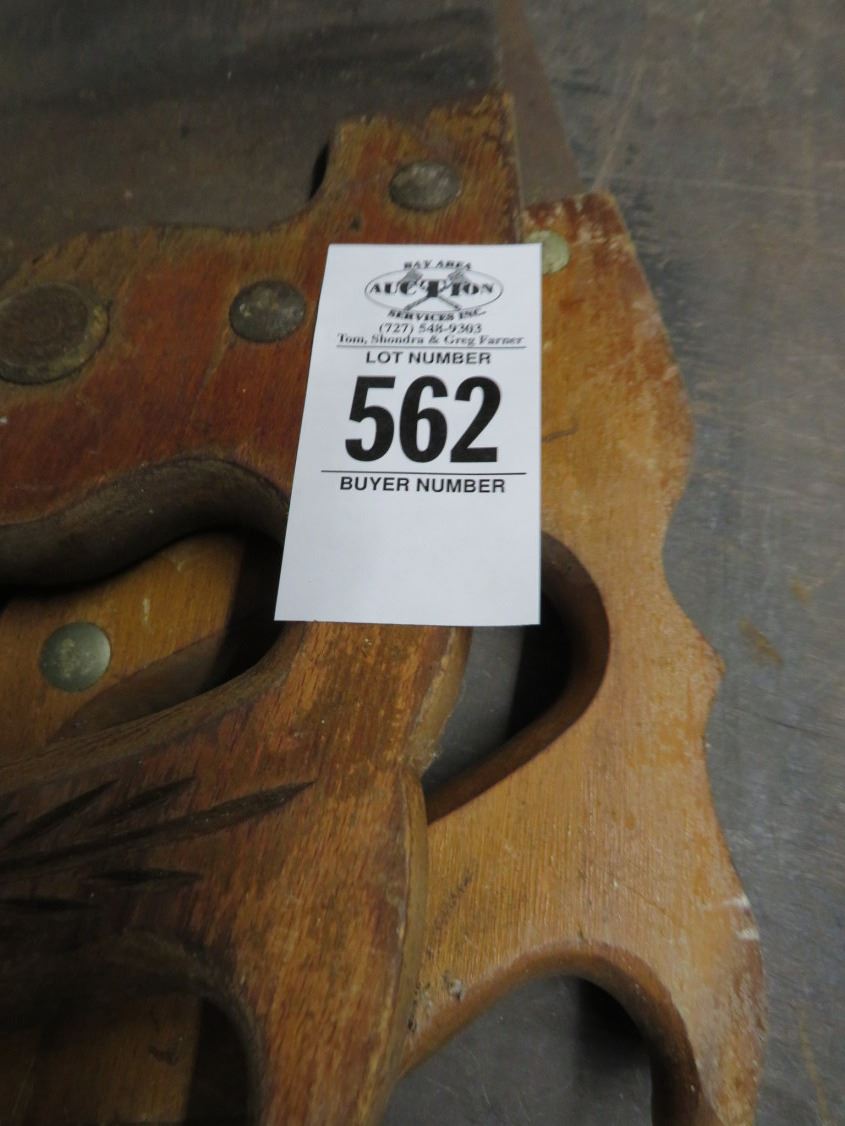 BAY AREA
AUCTION
SERVICES INC.
(727) 548-9303
Tom, Shondra & Greg Farner
LOT NUMBER
562
BUYER NUMBER